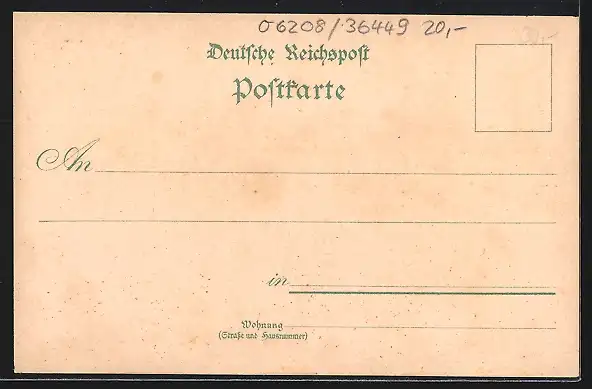 06208/36449 20,-
Deutsche Reichspost
Postkarte
An
in
Wohnung
(Straße und Hausnummer)